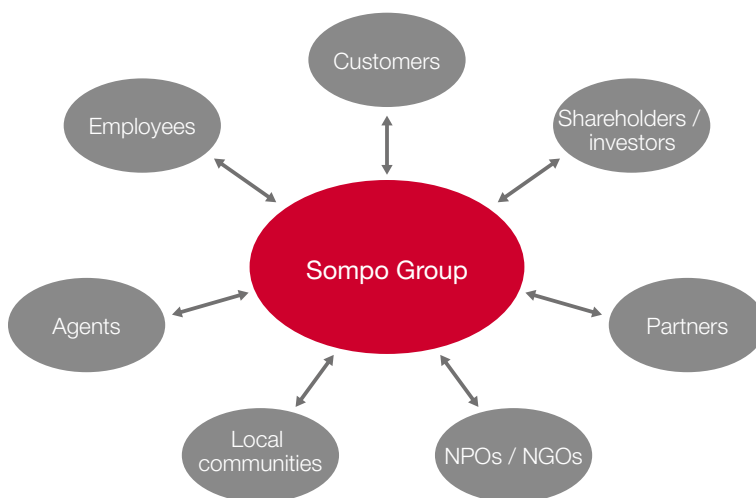 Customers
Employees
Shareholders /
investors
Sompo Group
Agents
Partners
Local
communities
NPOs / NGOs